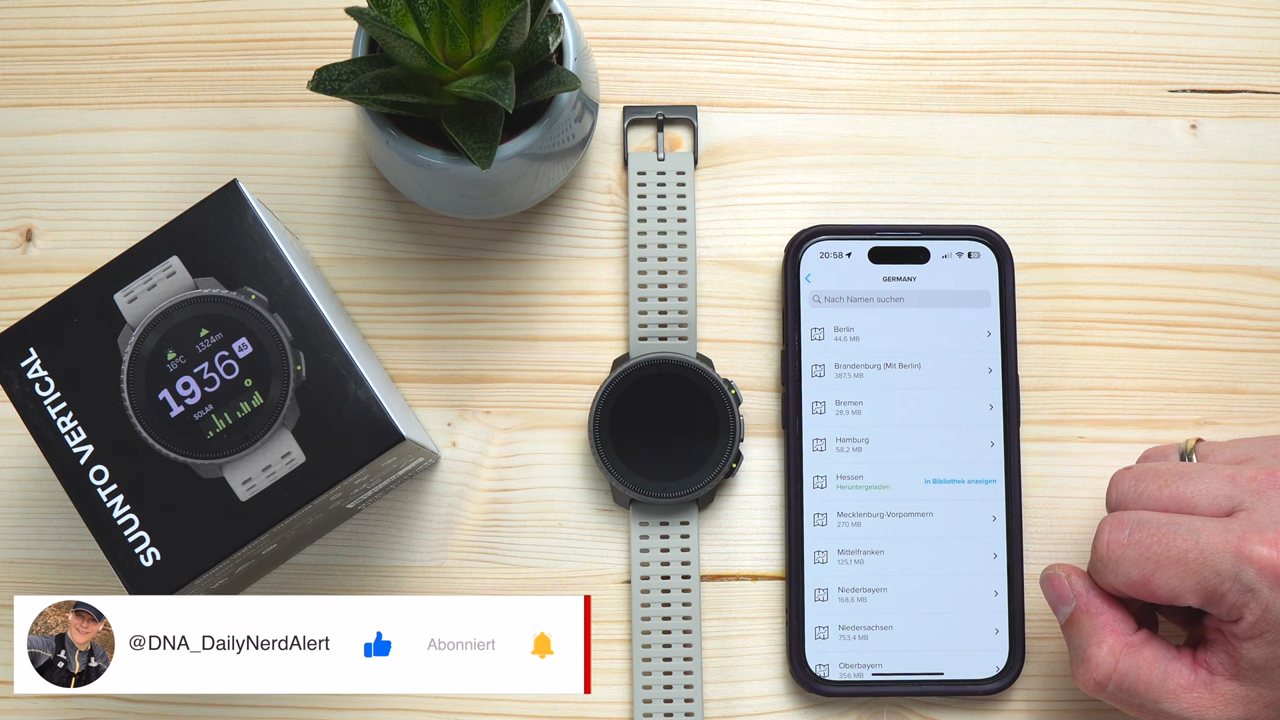 SUUNTO VERTICAL
16°C
1324m
1936
45
SOLAR
20:58
GERMANY
Nach Namen suchen
Berlin
44,6 MB
Brandenburg (Mit Berlin)
387,5 MB
Bremen
28,9 MB
Hamburg
58,2 MB
Hessen
Heruntergeladen
In Bibliothek anzeigen
Mecklenburg-Vorpommern
270 MB
Mittelfranken
125,1 MB
Niederbayern
168,6 MB
Niedersachsen
753,4 MB
Oberbayern
356 MB
@DNA_DailyNerdAlert
Abonniert